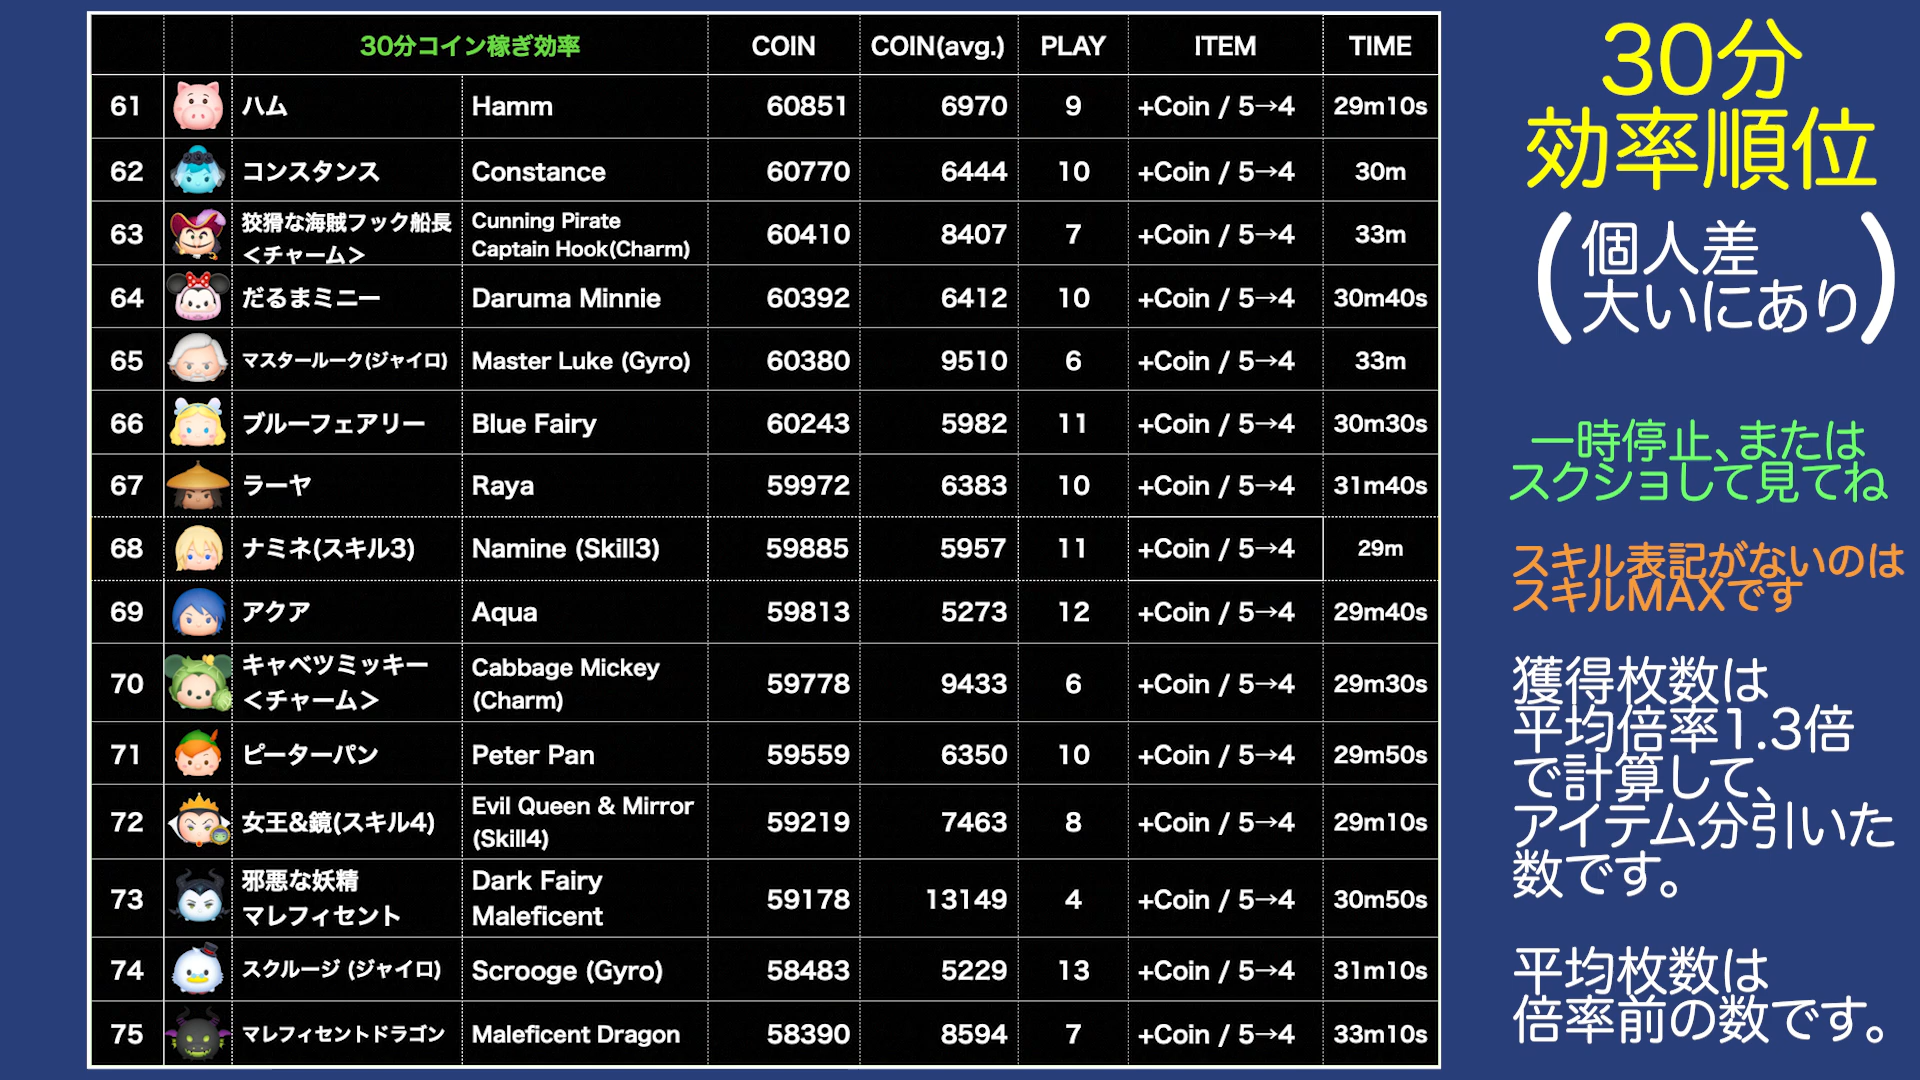 30分コイン稼ぎ効率 COIN COIN(avg.) PLAY ITEM TIME
61 ハム Hamm 60851 6970 9 +Coin / 5→4 29m10s
62 コンスタンス Constance 60770 6444 10 +Coin / 5→4 30m
63 狡猾な海賊フック船長 Cunning Pirate 60410 8407 7 +Coin / 5→4 33m
<チャーム> Captain Hook(Charm)
64 だるまミニー Daruma Minnie 60392 6412 10 +Coin / 5→4 30m40s
65 マスタールーク(ジャイロ) Master Luke (Gyro) 60380 9510 6 +Coin / 5→4 33m
66 ブルーフェアリー Blue Fairy 60243 5982 11 +Coin / 5→4 30m30s
67 ラーヤ Raya 59972 6383 10 +Coin / 5→4 31m40s
68 ナミネ(スキル3) Namine (Skill3) 59885 5957 11 +Coin / 5→4 29m
69 アクア Aqua 59813 5273 12 +Coin / 5→4 29m40s
70 キャベツミッキー Cabbage Mickey 59778 9433 6 +Coin / 5→4 29m30s
<チャーム> (Charm)
71 ピーターパン Peter Pan 59559 6350 10 +Coin / 5→4 29m50s
72 女王&鏡(スキル4) Evil Queen & Mirror 59219 7463 8 +Coin / 5→4 29m10s
(Skill4)
73 邪悪な妖精 Dark Fairy 59178 13149 4 +Coin / 5→4 30m50s
マレフィセント Maleficent
74 スクルージ (ジャイロ) Scrooge (Gyro) 58483 5229 13 +Coin / 5→4 31m10s
75 マレフィセントドラゴン Maleficent Dragon 58390 8594 7 +Coin / 5→4 33m10s
30分
効率順位
(個人差
大いにあり)
一時停止、または
スクショして見てね
スキル表記がないのは
スキルMAXです
獲得枚数は
平均倍率1.3倍
で計算して、
アイテム分引いた
数です。
平均枚数は
倍率前の数です。